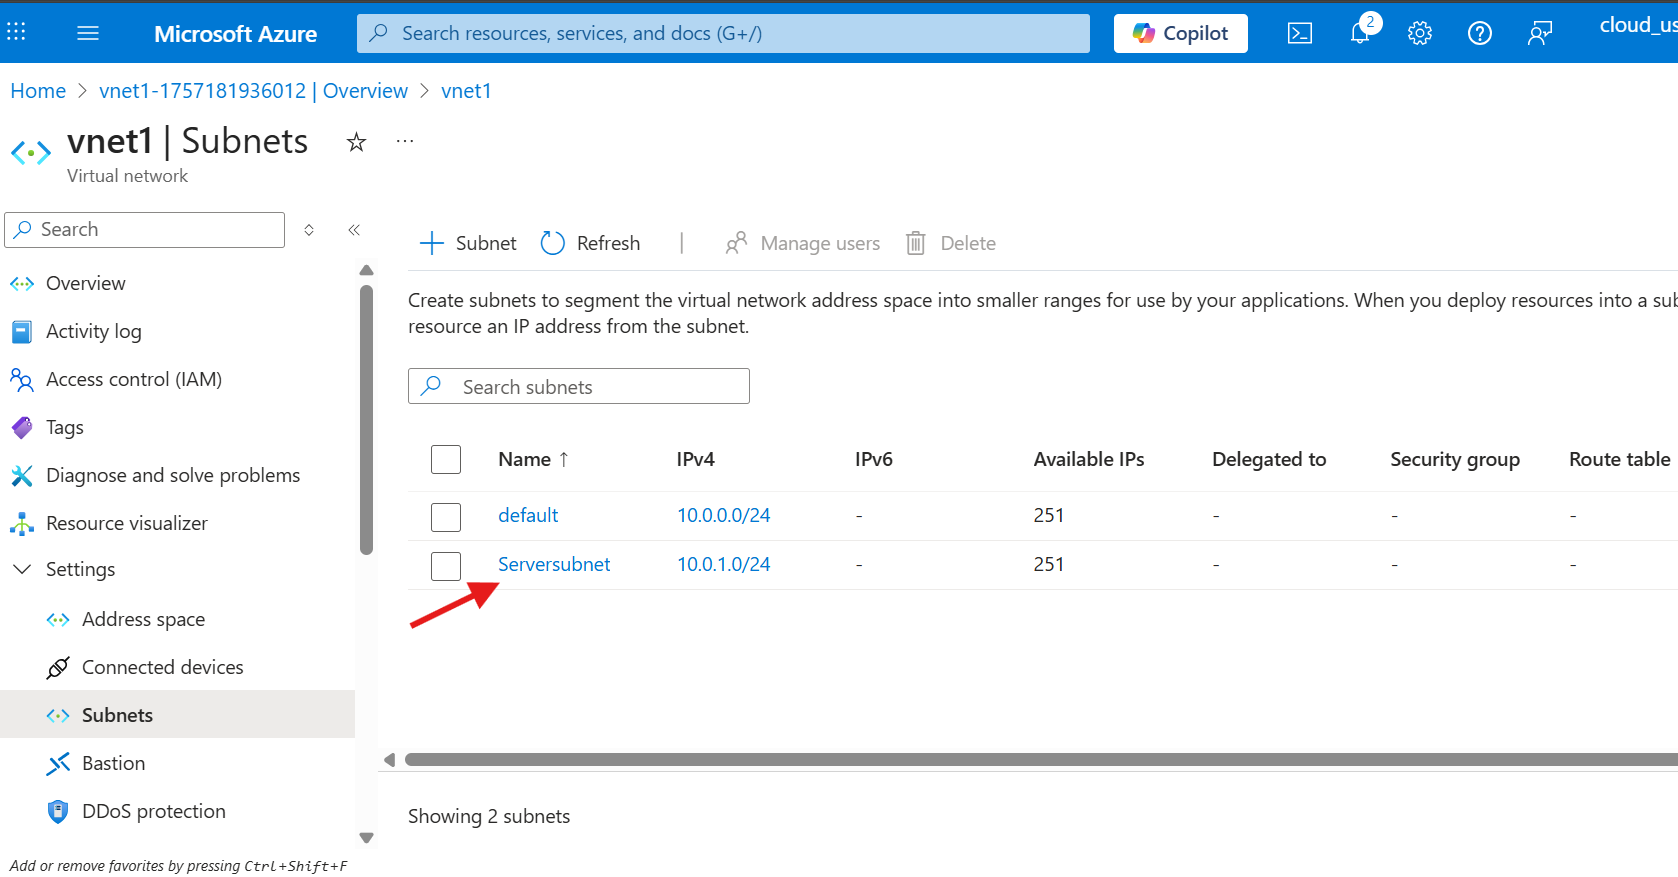 Microsoft Azure
Search resources, services, and docs (G+/)
Copilot
2
cloud_us
Home > vnet1-1757181936012 | Overview > vnet1
vnet1 | Subnets
Virtual network
Search
Overview
Activity log
Access control (IAM)
Tags
Diagnose and solve problems
Resource visualizer
Settings
Address space
Connected devices
Subnets
Bastion
DDoS protection
Add or remove favorites by pressing Ctrl+Shift+F
+ Subnet Refresh | Manage users Delete
Create subnets to segment the virtual network address space into smaller ranges for use by your applications. When you deploy resources into a sub
resource an IP address from the subnet.
Search subnets
Name ↑ IPv4 IPv6 Available IPs Delegated to Security group Route table
default 10.0.0.0/24 - 251 - - -
Serversubnet 10.0.1.0/24 - 251 - - -
Showing 2 subnets